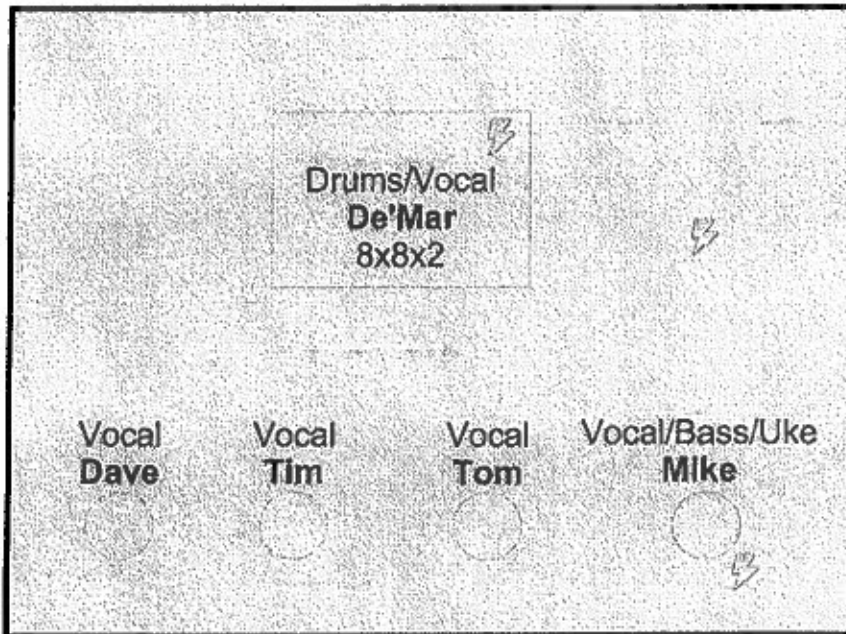 Drums/Vocal
De'Mar
8x8x2
Vocal
Dave
Vocal
Tim
Vocal
Tom
Vocal/Bass/Uke
Mike